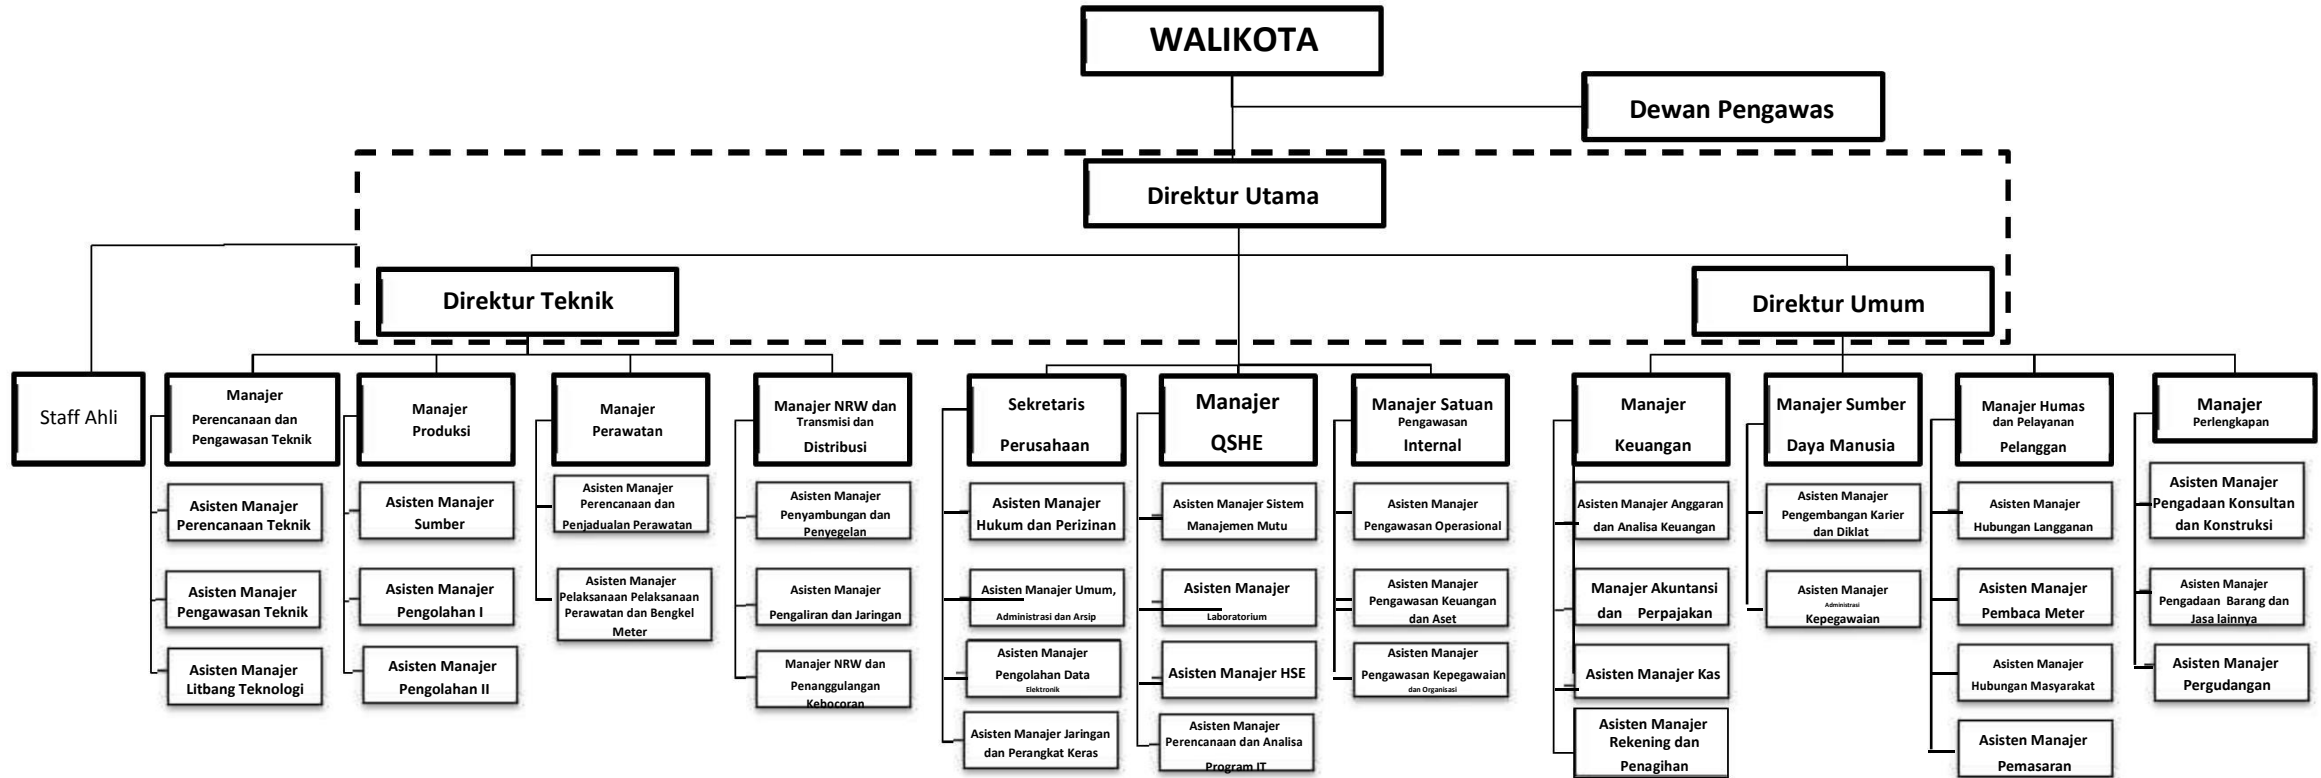 WALIKOTA
Dewan Pengawas
Direktur Utama
Direktur Teknik
Direktur Umum
Staff Ahli
Manajer
Perencanaan dan
Pengawasan Teknik
Asisten Manajer
Perencanaan Teknik
Asisten Manajer
Pengawasan Teknik
Asisten Manajer
Litbang Teknologi
Manajer
Produksi
Asisten Manajer
Sumber
Asisten Manajer
Pengolahan I
Asisten Manajer
Pengolahan II
Manajer
Perawatan
Asisten Manajer
Perencanaan dan
Penjadualan Perawatan
Asisten Manajer
Pelaksanaan Pelaksanaan
Perawatan dan Bengkel
Meter
Manajer NRW dan
Transmisi dan
Distribusi
Asisten Manajer
Penyambungan dan
Penyegelan
Asisten Manajer
Pengaliran dan Jaringan
Manajer NRW dan
Penanggulangan
Kebocoran
Sekretaris
Perusahaan
Asisten Manajer
Hukum dan Perizinan
Asisten Manajer Umum,
Administrasi dan Arsip
Asisten Manajer
Pengolahan Data
Elektronik
Asisten Manajer Jaringan
dan Perangkat Keras
Manajer
QSHE
Asisten Manajer Sistem
Manajemen Mutu
Asisten Manajer
Laboratorium
Asisten Manajer HSE
Asisten Manajer
Perencanaan dan Analisa
Program IT
Manajer Satuan
Pengawasan
Internal
Asisten Manajer
Pengawasan Operasional
Asisten Manajer
Pengawasan Keuangan
dan Aset
Asisten Manajer
Pengawasan Kepegawaian
dan Organisasi
Manajer
Keuangan
Asisten Manajer Anggaran
dan Analisa Keuangan
Manajer Akuntansi
dan Perpajakan
Asisten Manajer Kas
Asisten Manajer
Rekening dan
Penagihan
Manajer Sumber
Daya Manusia
Asisten Manajer
Pengembangan Karier
dan Diklat
Asisten Manajer
Administrasi
Kepegawaian
Manajer Humas
dan Pelayanan
Pelanggan
Asisten Manajer
Hubungan Langganan
Asisten Manajer
Pembaca Meter
Asisten Manajer
Hubungan Masyarakat
Asisten Manajer
Pemasaran
Manajer
Perlengkapan
Asisten Manajer
Pengadaan Konsultan
dan Konstruksi
Asisten Manajer
Pengadaan Barang dan
Jasa lainnya
Asisten Manajer
Pergudangan